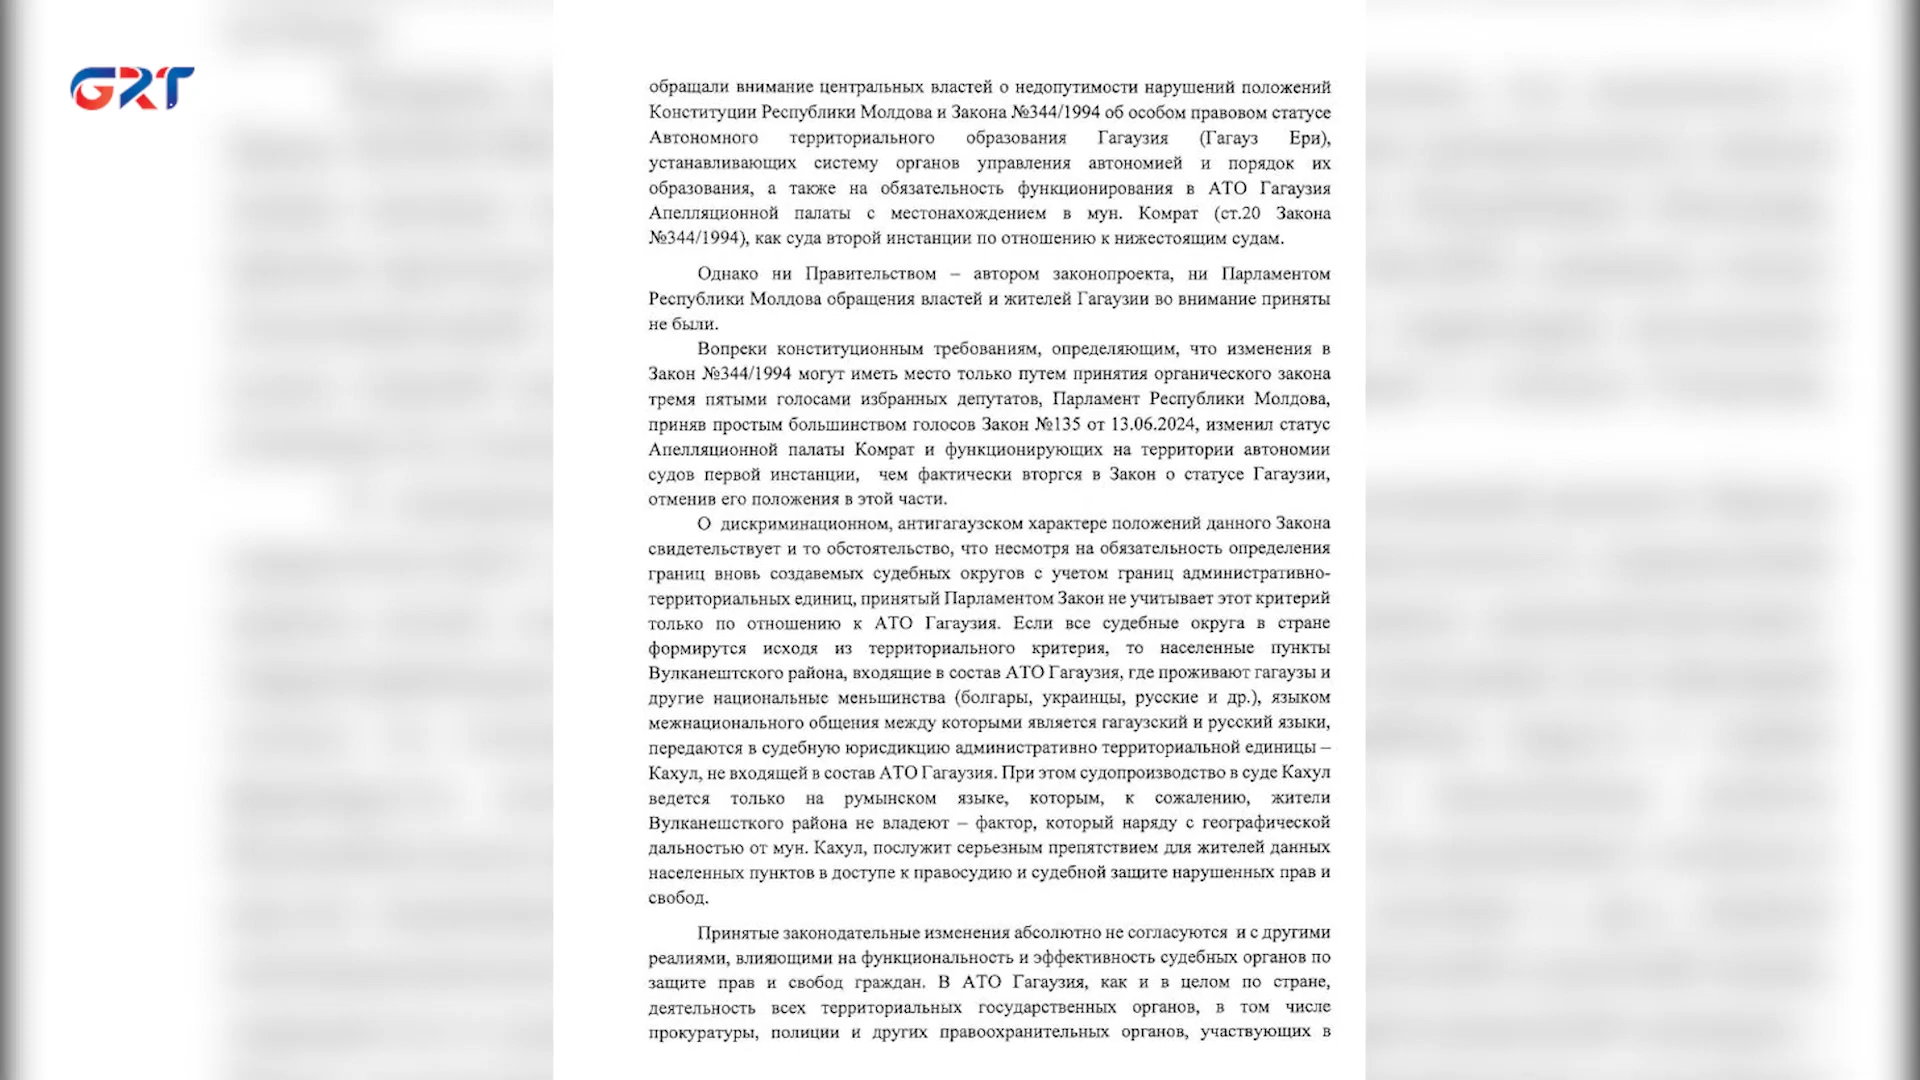 GRT
обращали внимание центральных властей о недопутимости нарушений положений
Конституции Республики Молдова и Закона №344/1994 об особом правовом статусе
Автономного территориального образования Гагаузия (Гагауз Ери),
устанавливающих систему органов управления автономией и порядок их
образования, а также на обязательность функционирования в АТО Гагаузия
Апелляционной палаты с местонахождением в мун. Комрат (ст.20 Закона
№344/1994), как суда второй инстанции по отношению к нижестоящим судам.
Однако ни Правительством – автором законопроекта, ни Парламентом
Республики Молдова обращения властей и жителей Гагаузии во внимание приняты
не были.
Вопреки конституционным требованиям, определяющим, что изменения в
Закон №344/1994 могут иметь место только путем принятия органического закона
тремя пятыми голосами избранных депутатов, Парламент Республики Молдова,
приняв простым большинством голосов Закон №135 от 13.06.2024, изменил статус
Апелляционной палаты Комрат и функционирующих на территории автономии
судов первой инстанции, чем фактически вторгся в Закон о статусе Гагаузии,
отменив его положения в этой части.
О дискриминационном, антигагаузском характере положений данного Закона
свидетельствует и то обстоятельство, что несмотря на обязательность определения
границ вновь создавемых судебных округов с учетом границ административно-
территориальных единиц, принятый Парламентом Закон не учитывает этот критерий
только по отношению к АТО Гагаузия. Если все судебные округа в стране
формирутся исходя из территориального критерия, то населенные пункты
Вулканештского района, входящие в состав АТО Гагаузия, где проживают гагаузы и
другие национальные меньшинства (болгары, украинцы, русские и др.), языком
межнационального общения между которыми является гагаузский и русский языки,
передаются в судебную юрисдикцию административно территориальной единицы –
Кахул, не входящей в состав АТО Гагаузия. При этом судопроизводство в суде Кахул
ведется только на румынском языке, которым, к сожалению, жители
Вулканешсткого района не владеют – фактор, который наряду с географической
дальностью от мун. Кахул, послужит серьезным препятствием для жителей данных
населенных пунктов в доступе к правосудию и судебной защите нарушенных прав и
свобод.
Принятые законодательные изменения абсолютно не согласуются и с другими
реалиями, влияющими на функциональность и эффективность судебных органов по
защите прав и свобод граждан. В АТО Гагаузия, как и в целом по стране,
деятельность всех территориальных государственных органов, в том числе
прокуратуры, полиции и других правоохранительных органов, участвующих в